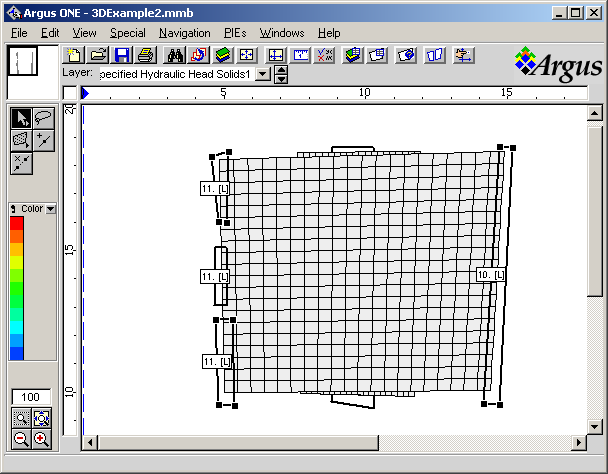 Argus ONE - 3DExample2.mmb
File Edit View Special Navigation PIEs Windows Help
Argus
Layer: pecified Hydraulic Head Solids1
5 10 15
20
15
10
11. [L]
11. [L]
11. [L]
10. [L]
Color
100